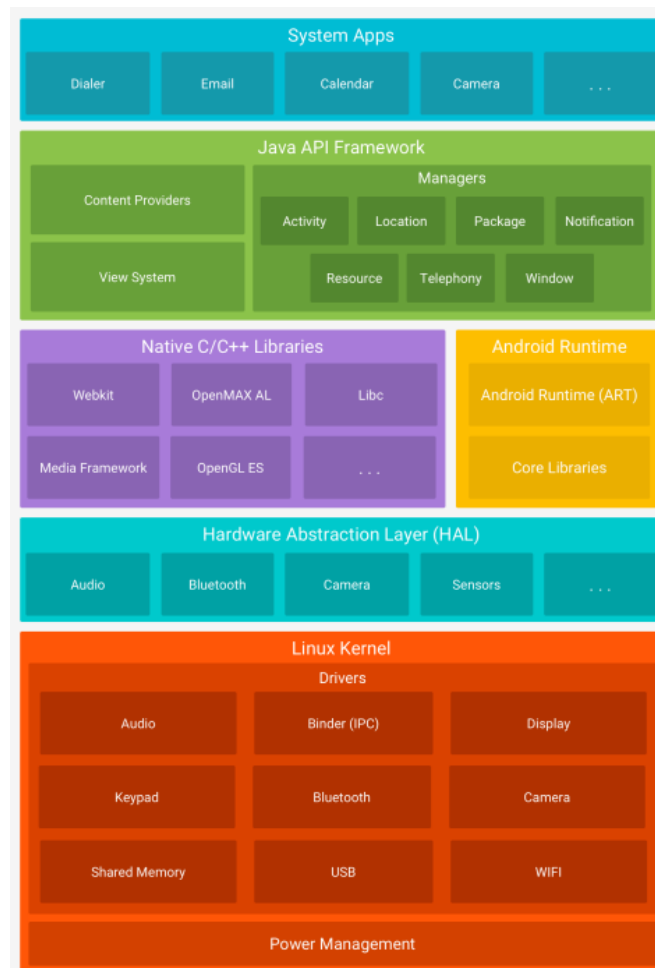 System Apps
Dialer
Email
Calendar
Camera
. . .
Java API Framework
Content Providers
View System
Managers
Activity
Location
Package
Notification
Resource
Telephony
Window
Native C/C++ Libraries
Webkit
OpenMAX AL
Libc
Media Framework
OpenGL ES
. . .
Android Runtime
Android Runtime (ART)
Core Libraries
Hardware Abstraction Layer (HAL)
Audio
Bluetooth
Camera
Sensors
. . .
Linux Kernel
Drivers
Audio
Binder (IPC)
Display
Keypad
Bluetooth
Camera
Shared Memory
USB
WIFI
Power Management